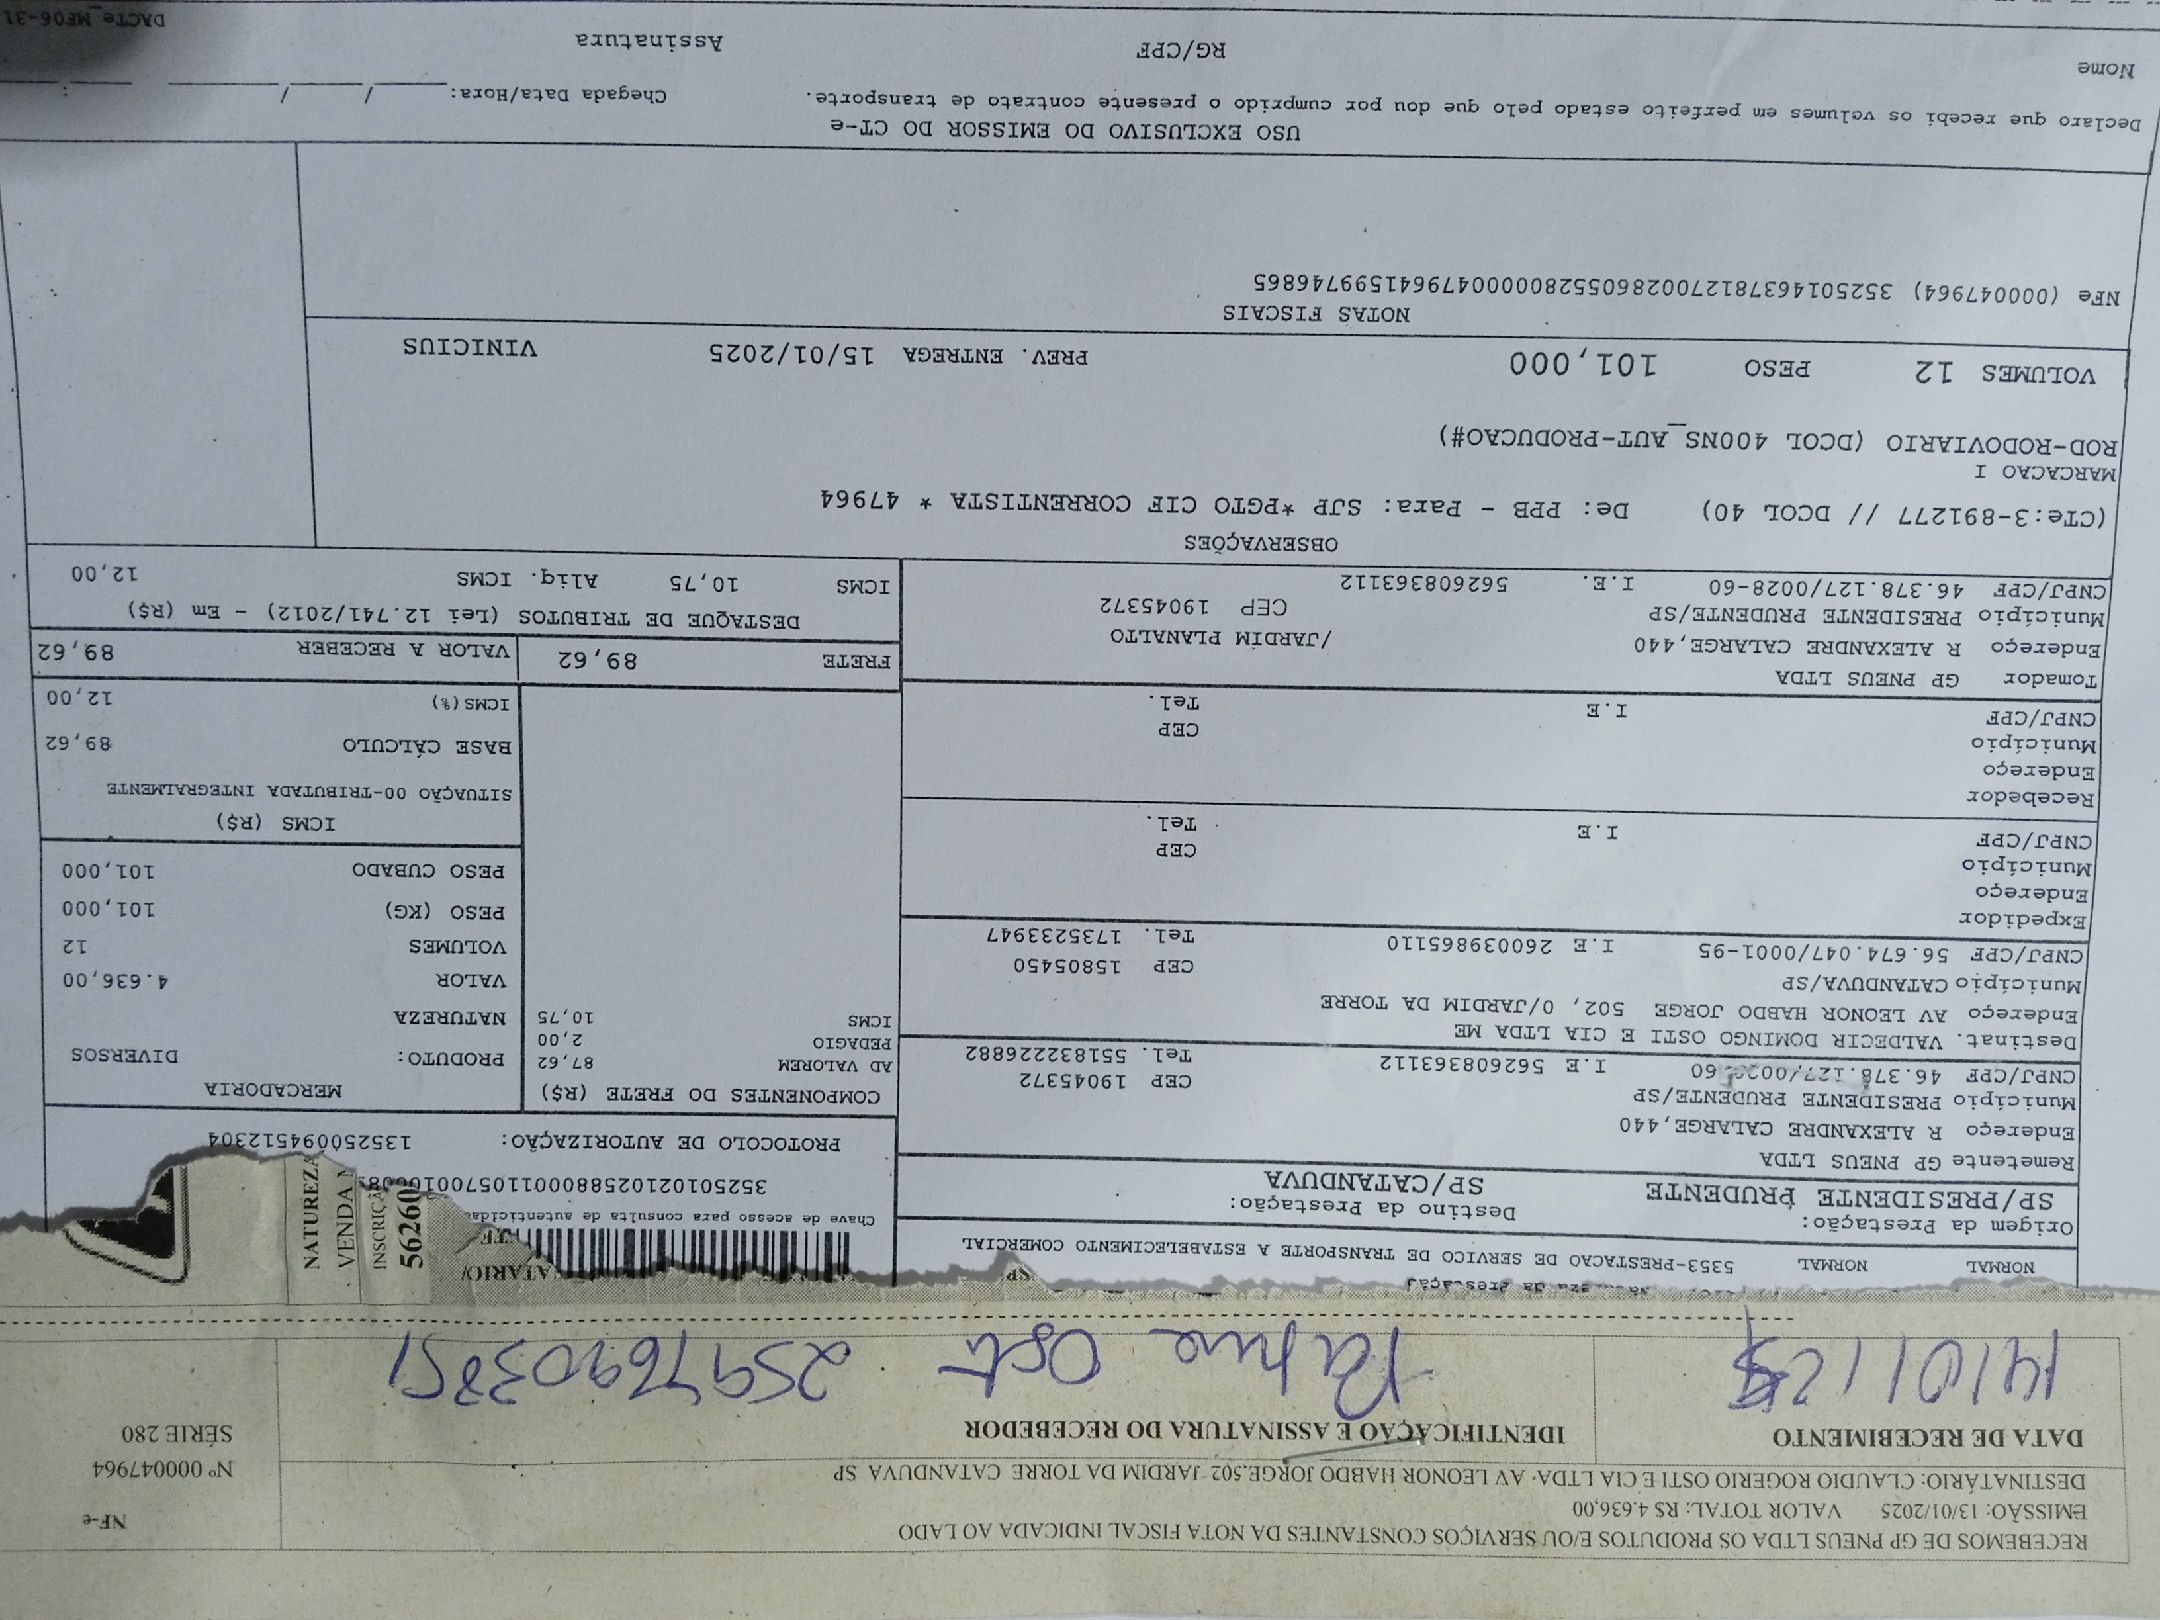 RECEBEMOS DE GP PNEUS LTDA OS PRODUTOS E/OU SERVIÇOS CONSTANTES DA NOTA FISCAL INDICADA AO LADO
EMISSÃO: 13/01/2025 VALOR TOTAL: R$ 4.636,00
DESTINATÁRIO: CLAUDIO ROGERIO OSTI E CIA LTDA- AV LEONOR HABDO JORGE,502 JARDIM DA TORRE CATANDUVA SP
NF-e
Nº 000047964
SÉRIE 280
DATA DE RECEBIMENTO
IDENTIFICAÇÃO E ASSINATURA DO RECEBEDOR
14/01/25
Osti 25976903851
NORMAL NORMAL 5353-PRESTACAO DE SERVICO DE TRANSPORTE A ESTABELECIMENTO COMERCIAL
Origem da Prestação: Destino da Prestação:
SP/PRESIDENTE PRUDENTE SP/CATANDUVA
Remetente GP PNEUS LTDA
Endereço R ALEXANDRE CALARGE,440
Município PRESIDENTE PRUDENTE/SP CEP 19045372
CNPJ/CPF 46.378.127/0028-60 I.E 562608363112 Tel. 551832226882
Destinat. VALDECIR DOMINGO OSTI E CIA LTDA ME
Endereço AV LEONOR HABDO JORGE 502, 0/JARDIM DA TORRE
Município CATANDUVA/SP CEP 15805450
CNPJ/CPF 56.674.047/0001-95 I.E 260039865110 Tel. 1735233947
Expedidor
Endereço
Município CEP
CNPJ/CPF I.E Tel.
Recebedor
Endereço
Município CEP
CNPJ/CPF I.E Tel.
Tomador GP PNEUS LTDA
Endereço R ALEXANDRE CALARGE,440 /JARDIM PLANALTO
Município PRESIDENTE PRUDENTE/SP CEP 19045372
CNPJ/CPF 46.378.127/0028-60 I.E. 562608363112
NATUREZA
VENDA
INSCRIÇÃ
56260
Chave de acesso para consulta de autenticidad
PROTOCOLO DE AUTORIZAÇÃO: 135250094512304
COMPONENTES DO FRETE (R$)
AD VALOREM 87,62
PEDAGIO 2,00
ICMS 10,75
MERCADORIA
PRODUTO: DIVERSOS
NATUREZA
VALOR 4.636,00
VOLUMES 12
PESO (KG) 101,000
PESO CUBADO 101,000
ICMS (R$)
SITUAÇÃO 00-TRIBUTADA INTEGRALMENTE
BASE CÁLCULO 89,62
ICMS(%) 12,00
FRETE 89,62 VALOR A RECEBER 89,62
DESTAQUE DE TRIBUTOS (Lei 12.741/2012) - Em (R$)
ICMS 10,75 Aliq. ICMS 12,00
OBSERVAÇÕES
(CTe:3-891277 // DCOL 40) De: PPB - Para: SJP *PGTO CIF CORRENTISTA * 47964
MARCACAO I
ROD-RODOVIARIO (DCOL 400NS_AUT-PRODUCAO#)
VOLUMES 12 PESO 101,000 PREV. ENTREGA 15/01/2025 VINICIUS
NOTAS FISCAIS
NFe (000047964) 35250146378127002860552800000479641599746865
USO EXCLUSIVO DO EMISSOR DO CT-e
Declaro que recebi os volumes em perfeito estado pelo que dou por cumprido o presente contrato de transporte. Chegada Data/Hora: ____/____/____ ____:____
Nome RG/CPF Assinatura
DACTe_MF06-31